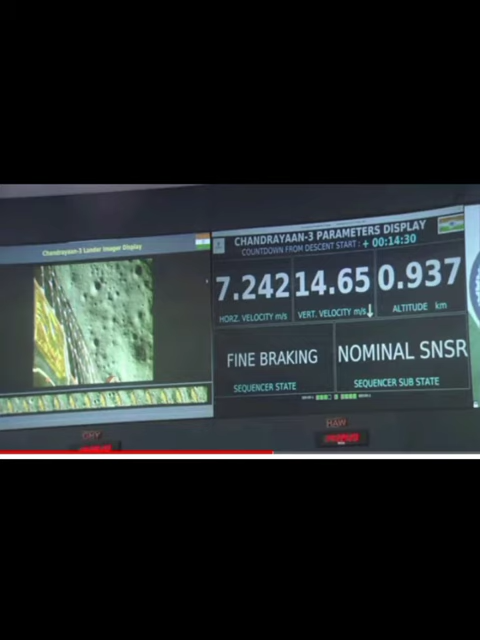 Chandrayaan-3 Lander Imager Display
CHANDRAYAAN-3 PARAMETERS DISPLAY
COUNTDOWN FROM DESCENT START : + 00:14:30
7.242 14.65 0.937
HORZ. VELOCITY m/s VERT. VELOCITY m/s ALTITUDE km
FINE BRAKING NOMINAL SNSR
SEQUENCER STATE SEQUENCER SUB STATE
RAW